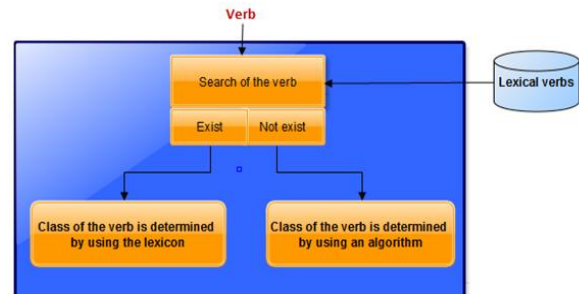 Verb
Search of the verb
Lexical verbs
Exist
Not exist
Class of the verb is determined
by using the lexicon
Class of the verb is determined
by using an algorithm